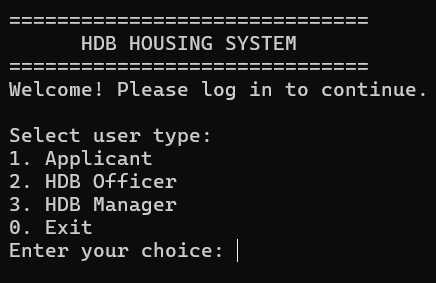 ==============================
      HDB HOUSING SYSTEM
==============================
Welcome! Please log in to continue.

Select user type:
1. Applicant
2. HDB Officer
3. HDB Manager
0. Exit
Enter your choice: